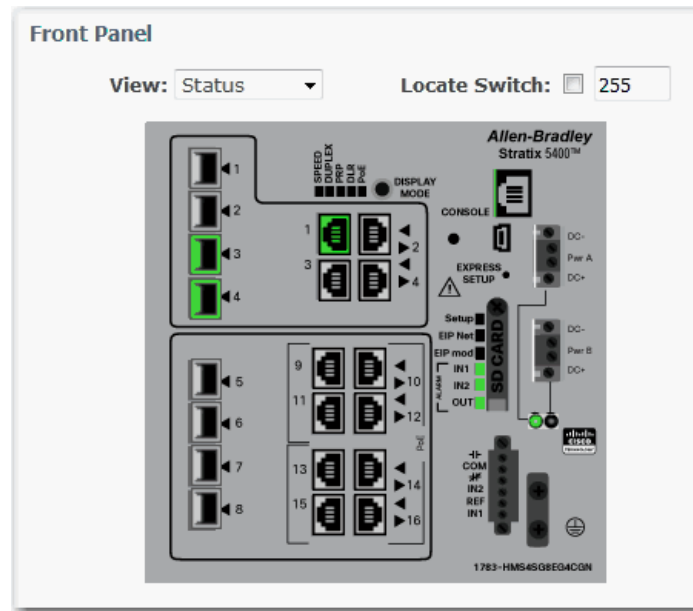 Front Panel
View: Status
Locate Switch: 255
Allen-Bradley
Stratix 5400™
SPEED
DUPLEX
PRP
DLR
PoE
DISPLAY
MODE
CONSOLE
1
2
3
4
1
2
3
4
EXPRESS
SETUP
DC-
Pwr A
DC+
Setup
EIP Net
EIP mod
ALARM
IN1
IN2
OUT
SD CARD
DC-
Pwr B
DC+
CISCO
5
6
7
8
9
10
11
12
PoE
13
14
15
16
COM
IN2
REF
IN1
1783-HMS4SG8EG4CGN